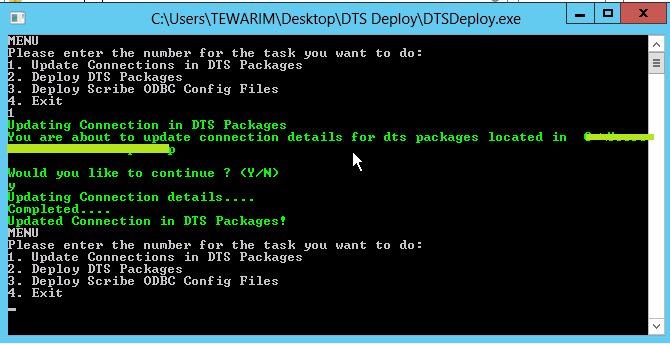 C:\Users\TEWARIM\Desktop\DTS Deploy\DTSDeploy.exe
MENU
Please enter the number for the task you want to do:
1. Update Connections in DTS Packages
2. Deploy DTS Packages
3. Deploy Scribe ODBC Config Files
4. Exit
1
Updating Connection in DTS Packages
You are about to update connection details for dts packages located in
Would you like to continue ? (Y/N)
y
Updating Connection details....
Completed....
Updated Connection in DTS Packages!
MENU
Please enter the number for the task you want to do:
1. Update Connections in DTS Packages
2. Deploy DTS Packages
3. Deploy Scribe ODBC Config Files
4. Exit